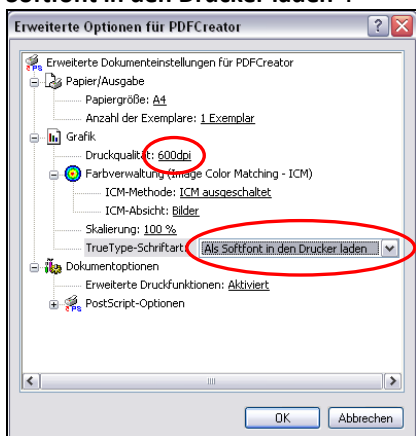 Softfont in den Drucker laden".
Erweiterte Optionen für PDFCreator
Erweiterte Dokumenteinstellungen für PDFCreator
Papier/Ausgabe
Papiergröße: A4
Anzahl der Exemplare: 1 Exemplar
Grafik
Druckqualität: 600dpi
Farbverwaltung (Image Color Matching - ICM)
ICM-Methode: ICM ausgeschaltet
ICM-Absicht: Bilder
Skalierung: 100 %
TrueType-Schriftart: Als Softfont in den Drucker laden
Dokumentoptionen
Erweiterte Druckfunktionen: Aktiviert
PostScript-Optionen
OK Abbrechen